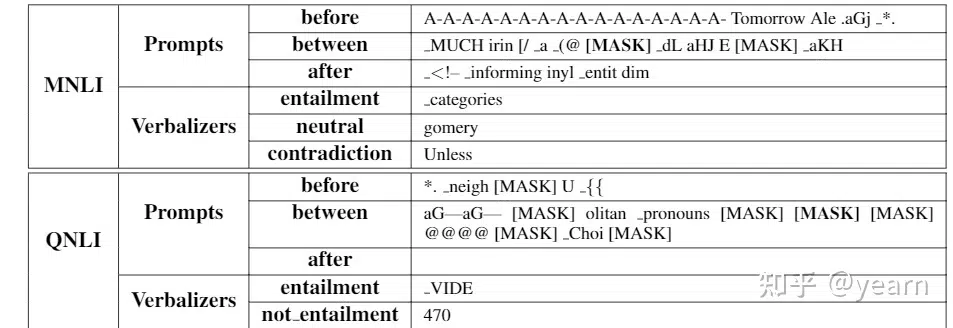 before A-A-A-A-A-A-A-A-A-A-A-A-A-A-A-A- Tomorrow Ale .aGj _*.
Prompts between _MUCH irin [/ _a _(@ [MASK] _dL aHJ E [MASK] _aKH
after _<!– _informing inyl _entit dim
MNLI
entailment _categories
Verbalizers neutral gomery
contradiction Unless
before *. _neigh [MASK] U _{{
Prompts between aG—aG— [MASK] olitan _pronouns [MASK] [MASK] [MASK]
@@@@ [MASK] _Choi [MASK]
QNLI
after
entailment _VIDE
Verbalizers
not_entailment 470
知乎 @yearn